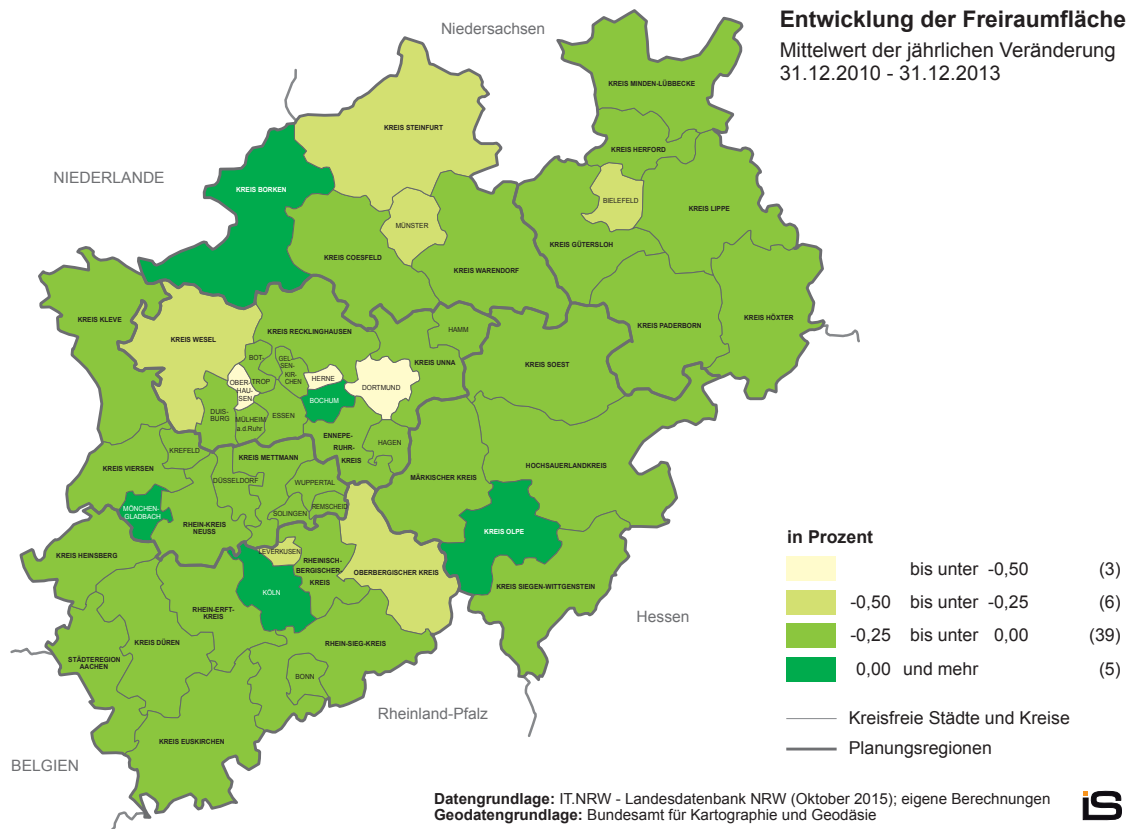 Entwicklung der Freiraumfläche
Mittelwert der jährlichen Veränderung
31.12.2010 - 31.12.2013
Niedersachsen
NIEDERLANDE
KREIS MINDEN-LÜBBECKE
KREIS STEINFURT
KREIS HERFORD
KREIS BORKEN
BIELEFELD
KREIS LIPPE
MÜNSTER
KREIS GÜTERSLOH
KREIS COESFELD
KREIS WARENDORF
KREIS KLEVE
KREIS HÖXTER
KREIS PADERBORN
KREIS RECKLINGHAUSEN
HAMM
KREIS WESEL
KREIS UNNA
KREIS SOEST
BOT-
TROP
GEL-
SEN-
KIR-
CHEN
OBER-
HAU-
SEN
HERNE
DORTMUND
BOCHUM
DUIS-
BURG
MÜLHEIM
a.d.Ruhr
ESSEN
ENNEPE-
RUHR-
KREIS
HAGEN
KREFELD
KREIS METTMANN
KREIS VIERSEN
DÜSSELDORF
WUPPERTAL
MÄRKISCHER KREIS
HOCHSAUERLANDKREIS
MÖNCHEN-
GLADBACH
RHEIN-KREIS
NEUSS
SOLINGEN
REMSCHEID
KREIS OLPE
KREIS HEINSBERG
LEVERKUSEN
RHEINISCH-
BERGISCHER-
KREIS
OBERBERGISCHER KREIS
KREIS SIEGEN-WITTGENSTEIN
KÖLN
RHEIN-ERFT-
KREIS
Hessen
KREIS DÜREN
RHEIN-SIEG-KREIS
STÄDTEREGION
AACHEN
BONN
Rheinland-Pfalz
KREIS EUSKIRCHEN
BELGIEN
in Prozent
bis unter -0,50 (3)
-0,50 bis unter -0,25 (6)
-0,25 bis unter 0,00 (39)
0,00 und mehr (5)
Kreisfreie Städte und Kreise
Planungsregionen
Datengrundlage: IT.NRW - Landesdatenbank NRW (Oktober 2015); eigene Berechnungen
Geodatengrundlage: Bundesamt für Kartographie und Geodäsie
iS